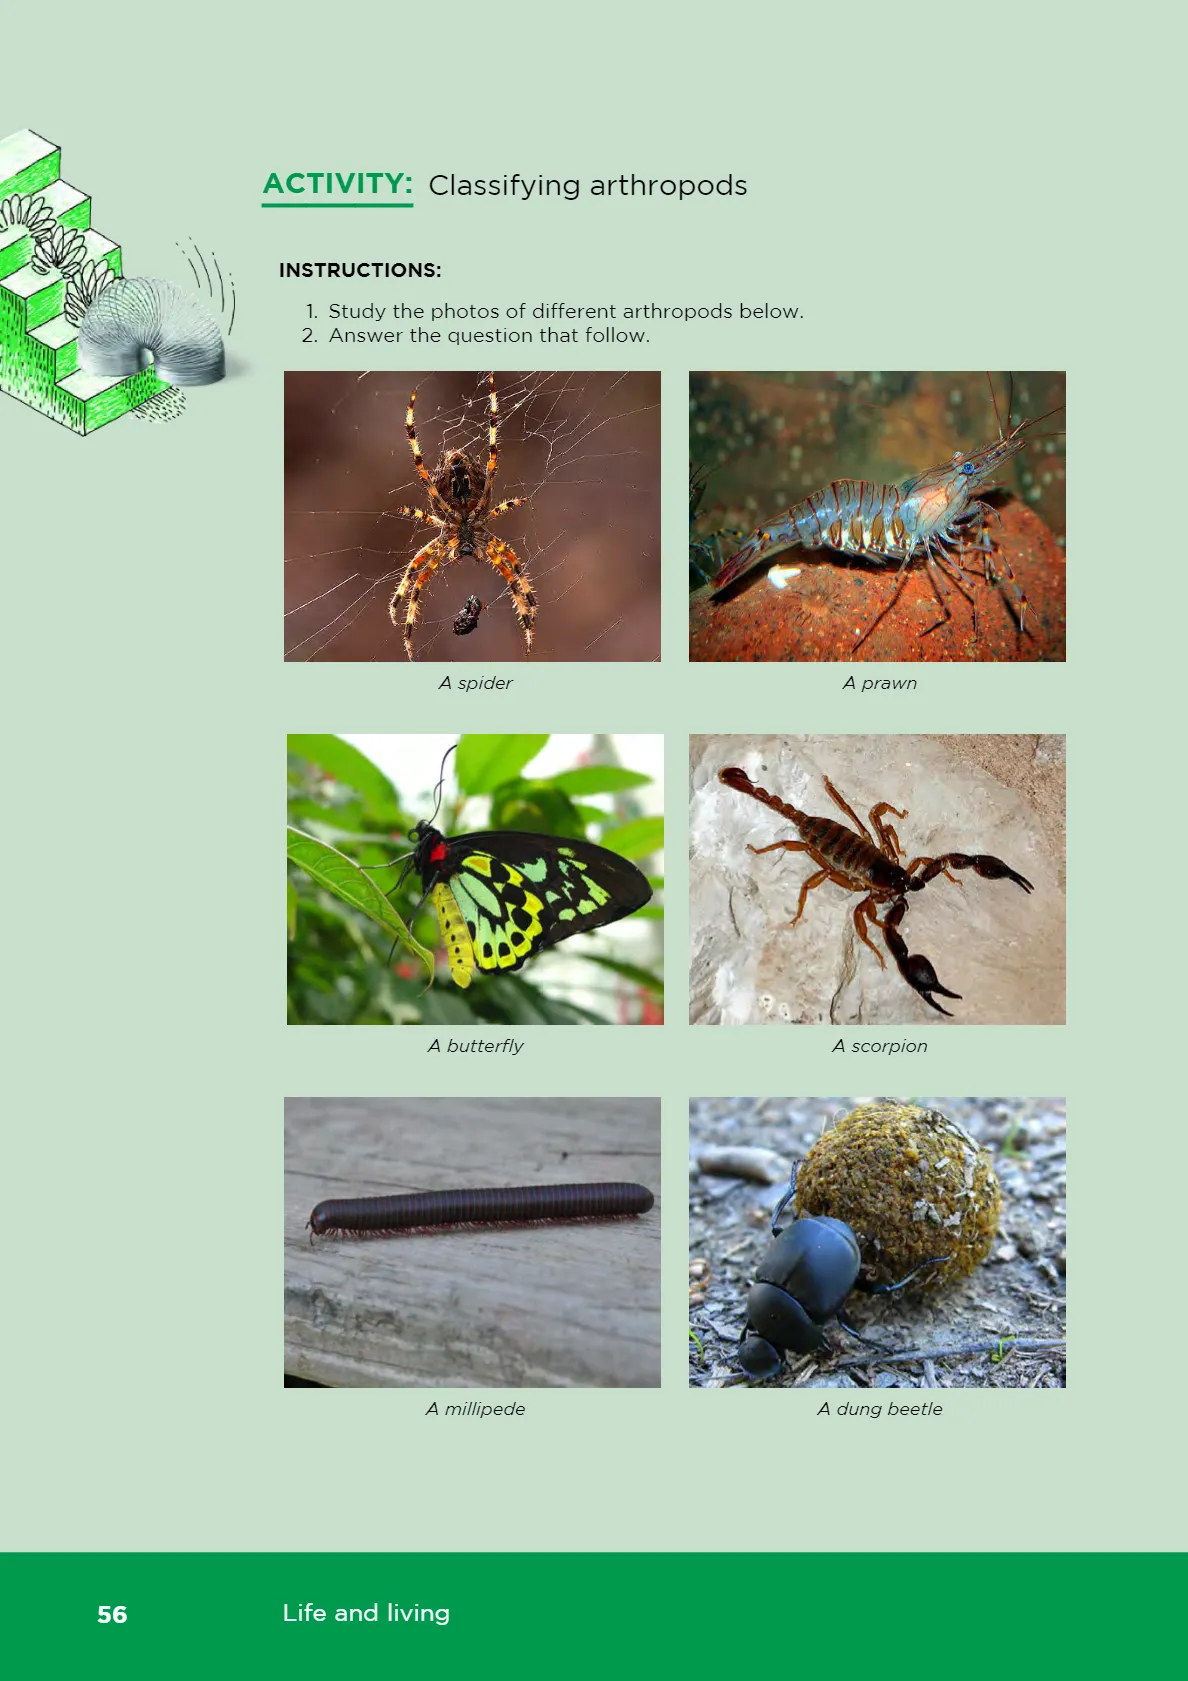 ACTIVITY: Classifying arthropods
INSTRUCTIONS:
1. Study the photos of different arthropods below.
2. Answer the question that follow.
A spider
A prawn
A butterfly
A scorpion
A millipede
A dung beetle
56
Life and living